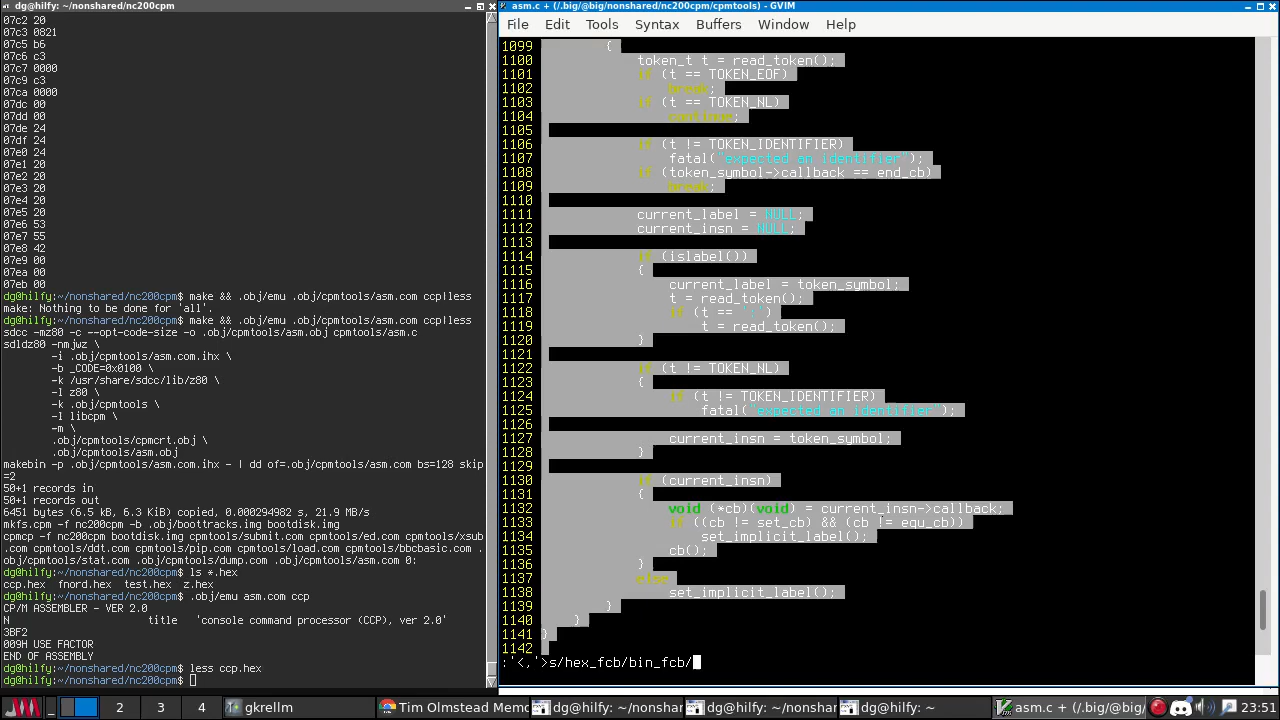 dg@hilfy: ~/nonshared/nc200cpm
07c2 20
07c3 0821
07c5 b6
07c6 c2
07c7 0000
07c9 c3
07ca 0000
07dc 00
07dd 00
07de 24
07df 24
07e1 20
07e2 20
07e3 20
07e4 20
07e5 20
07e6 53
07e7 55
07e8 42
07e9 00
07ea 00
07eb 00
dg@hilfy:~/nonshared/nc200cpm$ make && .obj/emu .obj/cpmtools/asm.com ccp|less
make: Nothing to be done for 'all'.
dg@hilfy:~/nonshared/nc200cpm$ make && .obj/emu .obj/cpmtools/asm.com ccp|less
sdcc -mz80 -c --opt-code-size -o .obj/cpmtools/asm.obj cpmtools/asm.c
sdldz80 -nmjwz \
-i .obj/cpmtools/asm.com.ihx \
-b _CODE=0x0100 \
-k /usr/share/sdcc/lib/z80 \
-l z80 \
-k .obj/cpmtools \
-l libcpm \
-m \
.obj/cpmtools/cpmcrt.obj \
.obj/cpmtools/asm.obj
makebin -p .obj/cpmtools/asm.com.ihx - | dd of=.obj/cpmtools/asm.com bs=128 skip
=2
50+1 records in
50+1 records out
6451 bytes (6.5 kB, 6.3 KiB) copied, 0.000294982 s, 21.9 MB/s
mkfs.cpm -f nc200cpm -b .obj/boottracks.img bootdisk.img
cpmcp -f nc200cpm bootdisk.img cpmtools/submit.com cpmtools/ed.com cpmtools/xsub
.com cpmtools/ddt.com cpmtools/pip.com cpmtools/load.com cpmtools/bbcbasic.com .
obj/cpmtools/stat.com .obj/cpmtools/dump.com .obj/cpmtools/asm.com 0:
dg@hilfy:~/nonshared/nc200cpm$ ls *.hex
ccp.hex fnord.hex test.hex z.hex
dg@hilfy:~/nonshared/nc200cpm$ .obj/emu asm.com ccp
CP/M ASSEMBLER - VER 2.0
N title 'console command processor (CCP), ver 2.0'
3BF2
009H USE FACTOR
END OF ASSEMBLY
dg@hilfy:~/nonshared/nc200cpm$ less ccp.hex
dg@hilfy:~/nonshared/nc200cpm$
asm.c + (/.big/@big/nonshared/nc200cpm/cpmtools) - GVIM
File Edit Tools Syntax Buffers Window Help
1099 {
1100 token_t t = read_token();
1101 if (t == TOKEN_EOF)
1102 break;
1103 if (t == TOKEN_NL)
1104 continue;
1105
1106 if (t != TOKEN_IDENTIFIER)
1107 fatal("expected an identifier");
1108 if (token_symbol->callback == end_cb)
1109 break;
1110
1111 current_label = NULL;
1112 current_insn = NULL;
1113
1114 if (islabel())
1115 {
1116 current_label = token_symbol;
1117 t = read_token();
1118 if (t == ':')
1119 t = read_token();
1120 }
1121
1122 if (t != TOKEN_NL)
1123 {
1124 if (t != TOKEN_IDENTIFIER)
1125 fatal("expected an identifier");
1126
1127 current_insn = token_symbol;
1128 }
1129
1130 if (current_insn)
1131 {
1132 void (*cb)(void) = current_insn->callback;
1133 if ((cb != set_cb) && (cb != equ_cb))
1134 set_implicit_label();
1135 cb();
1136 }
1137 else
1138 set_implicit_label();
1139 }
1140 }
1141 }
1142
:'<,'>s/hex_fcb/bin_fcb/
2 3 4 gkrellm Tim Olmstead Memo dg@hilfy: ~/nonshar dg@hilfy: ~/nonshar dg@hilfy: ~ asm.c + (/.big/@big/ 23:51